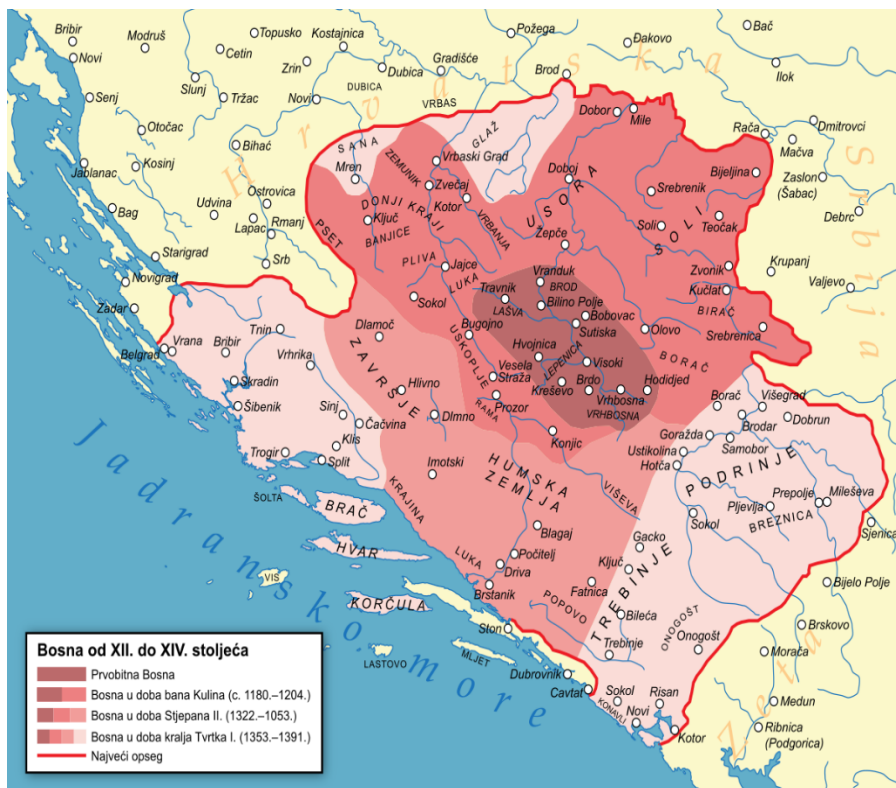 Bribir
Novi
Modruš
Topusko
Cetin
Kostajnica
Zrin
Slunj
Tržac
Novi
Dubica
DUBICA
Gradišće
VRBAS
Požega
Brod
Đakovo
Bač
Ilok
Hrvatska
Senj
Otočac
Kosinj
Jablanac
Bihać
Bag
Udvina
Ostrovica
Lapac
Rmanj
Srb
Starigrad
Novigrad
Zadar
SANA
Mren
ZEMUNIK
GLAŽ
Vrbaski Grad
Zvečaj
Kotor
DONJI KRAJI
Ključ
BANJICE
VRBANJA
PSET
PLIVA
Jajce
LUKA
Sokol
Dobor
Mile
Doboj
USORA
Srebrenik
Soli
SOLI
Teočak
Bijeljina
Rača
Dmitrovci
Mačva
Zaslon
(Šabac)
Debrc
Srbija
Krupanj
Valjevo
Žepče
Zvonik
Kučlat
BIRAČ
Srebrenica
Vranduk
BROD
Travnik
LAŠVA
Bilino Polje
Bobovac
Sutiska
Olovo
BORAČ
Hvojnica
LEPENICA
Visoki
Kreševo
Brdo
Vrhbosna
VRHBOSNA
Hodidjed
Bugojno
USKOPLJE
Vesela
Straža
Prozor
RAMA
Konjic
Dlamoč
ZAVRŠJE
Hlivno
Dlmno
Belgrad
Vrana
Bribir
Tnin
Vrhrika
Skradin
Šibenik
Sinj
Čačvina
Klis
Trogir
Split
Imotski
KRAJINA
HUMSKA
ZEMLJA
VIŠEVA
Borač
Višegrad
Brodar
Dobrun
Goražda
Samobor
Ustikolina
Hotča
PODRINJE
Prepolje
Mileševa
Pljevlja
BREZNICA
Sokol
Sjenica
Bijelo Polje
Brskovo
ŠOLTA
BRAČ
HVAR
VIS
KORČULA
LASTOVO
MLJET
Jadransko more
LUKA
Blagaj
Počitelj
Driva
Brstanik
POPOVO
Fatnica
Gacko
Ključ
TREBINJE
Bileća
Trebinje
ONOGOŠT
Onogošt
Ston
Dubrovnik
Cavtat
KONAVLI
Sokol
Novi
Risan
Kotor
Morača
Medun
Ribnica
(Podgorica)
Zeta
Bosna od XII. do XIV. stoljeća
Prvobitna Bosna
Bosna u doba bana Kulina (c. 1180.–1204.)
Bosna u doba Stjepana II. (1322.–1053.)
Bosna u doba kralja Tvrtka I. (1353.–1391.)
Najveći opseg